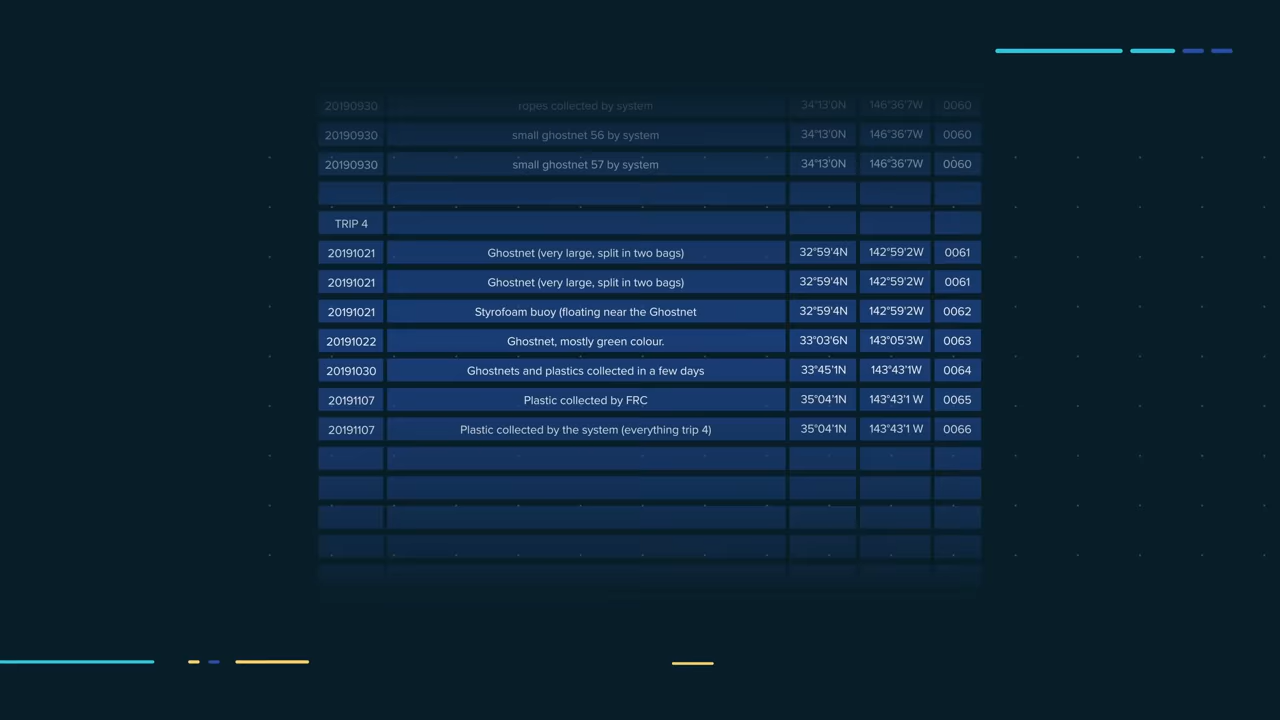 20190930 ropes collected by system 34°13'0N 146°36'7W 0060
20190930 small ghostnet 56 by system 34°13'0N 146°36'7W 0060
20190930 small ghostnet 57 by system 34°13'0N 146°36'7W 0060
TRIP 4
20191021 Ghostnet (very large, split in two bags) 32°59'4N 142°59'2W 0061
20191021 Ghostnet (very large, split in two bags) 32°59'4N 142°59'2W 0061
20191021 Styrofoam buoy (floating near the Ghostnet 32°59'4N 142°59'2W 0062
20191022 Ghostnet, mostly green colour. 33°03'6N 143°05'3W 0063
20191030 Ghostnets and plastics collected in a few days 33°45'1N 143°43'1W 0064
20191107 Plastic collected by FRC 35°04'1N 143°43'1 W 0065
20191107 Plastic collected by the system (everything trip 4) 35°04'1N 143°43'1 W 0066